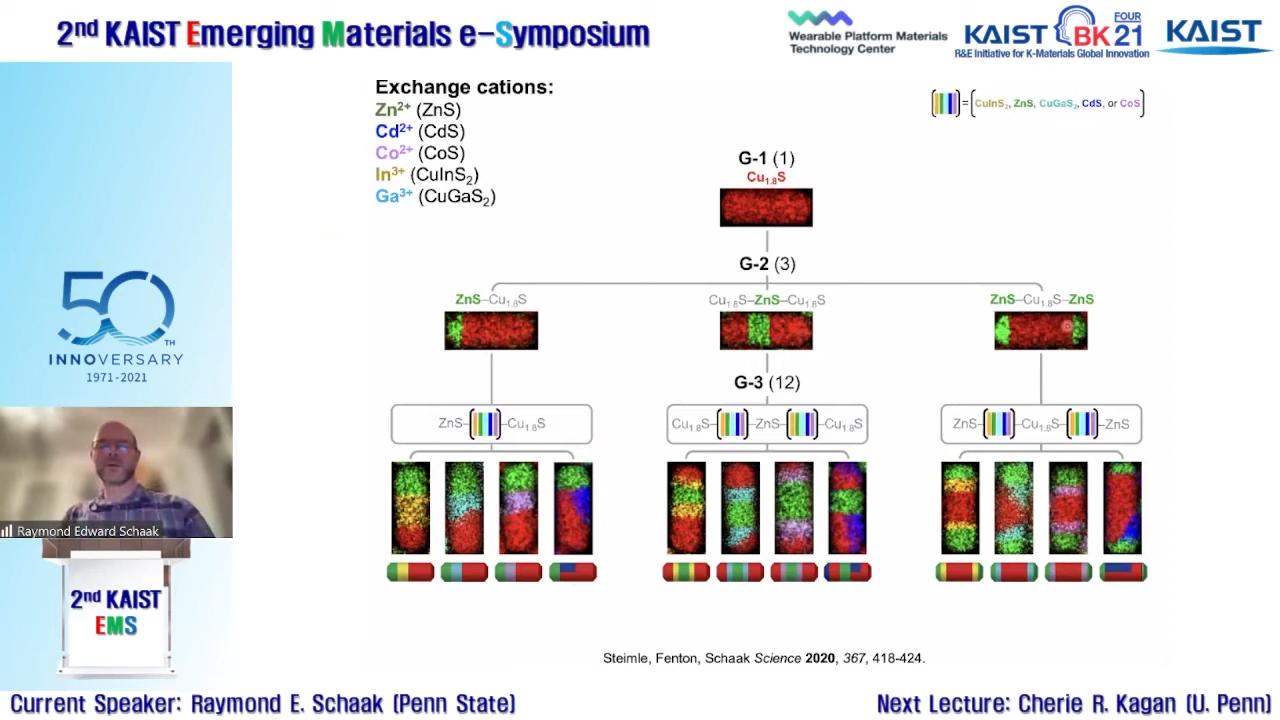 2nd KAIST Emerging Materials e-Symposium
Wearable Platform Materials
Technology Center
KAIST BK21 FOUR
R&E Initiative for K-Materials Global Innovation
KAIST
Exchange cations:
Zn2+ (ZnS)
Cd2+ (CdS)
Co2+ (CoS)
In3+ (CuInS2)
Ga3+ (CuGaS2)
= CuInS2, ZnS, CuGaS2, CdS, or CoS
G-1 (1)
Cu1.8S
G-2 (3)
ZnS–Cu1.8S
Cu1.8S–ZnS–Cu1.8S
ZnS–Cu1.8S–ZnS
G-3 (12)
ZnS– –Cu1.8S
Cu1.8S– –ZnS– –Cu1.8S
ZnS– –Cu1.8S– –ZnS
50TH
INNOVERSARY
1971-2021
Raymond Edward Schaak
2nd KAIST
EMS
Steimle, Fenton, Schaak Science 2020, 367, 418-424.
Current Speaker: Raymond E. Schaak (Penn State)
Next Lecture: Cherie R. Kagan (U. Penn)